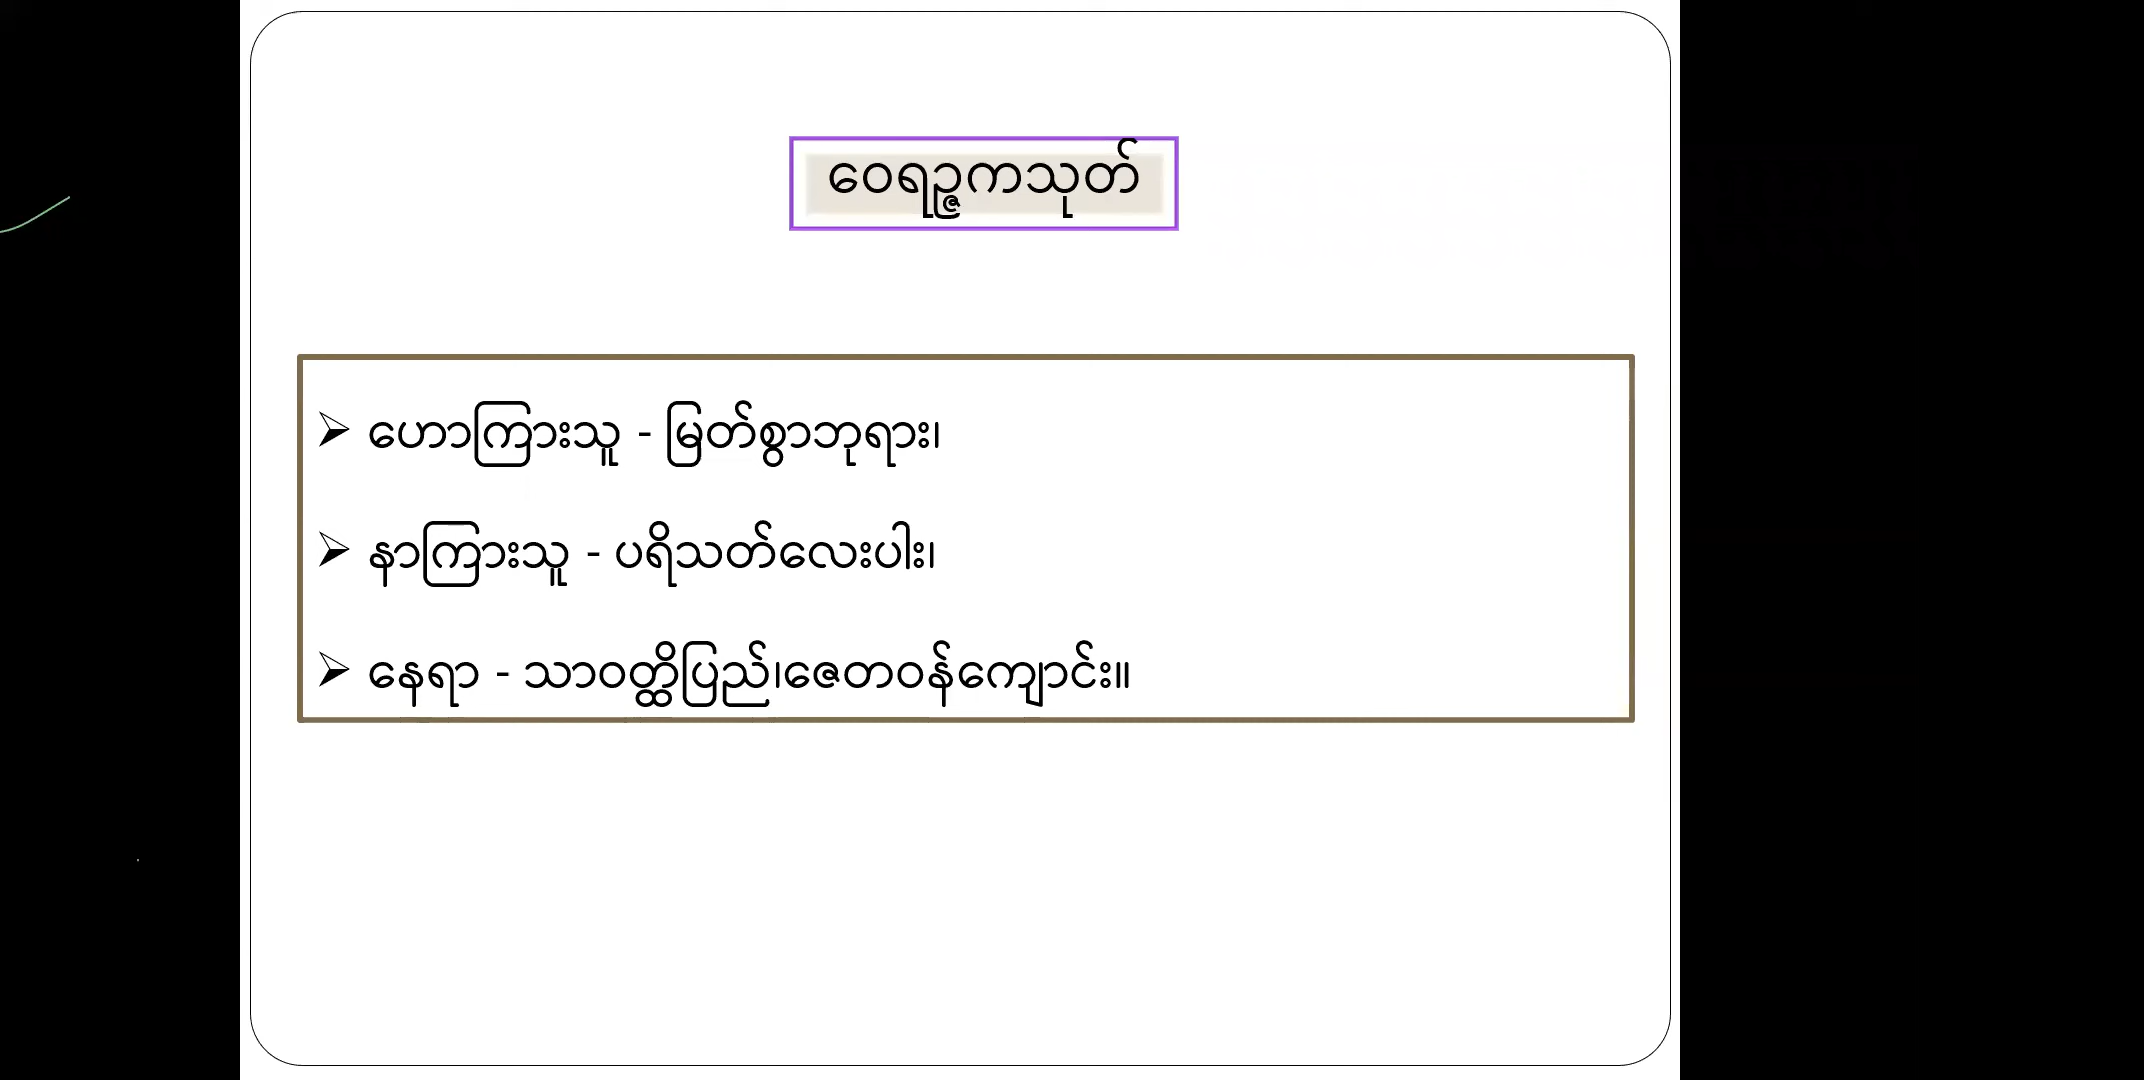 ဝေရဉ္ဇကသုတ်
➢ ဟောကြားသူ - မြတ်စွာဘုရား၊
➢ နာကြားသူ - ပရိသတ်လေးပါး၊
➢ နေရာ - သာဝတ္ထိပြည်၊ဇေတဝန်ကျောင်း။